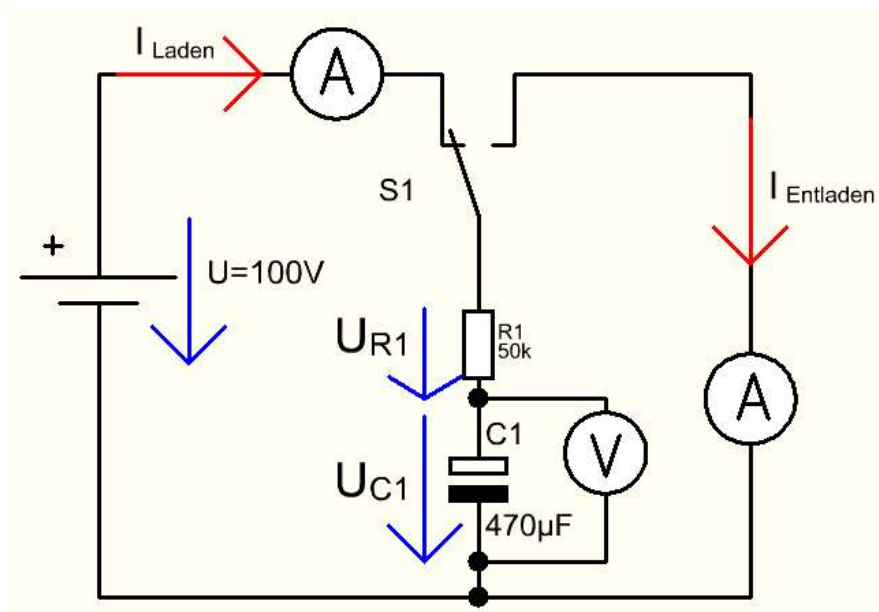 I Laden
A
S1
I Entladen
+
U=100V
UR1
R1
50k
A
C1
V
UC1
470µF